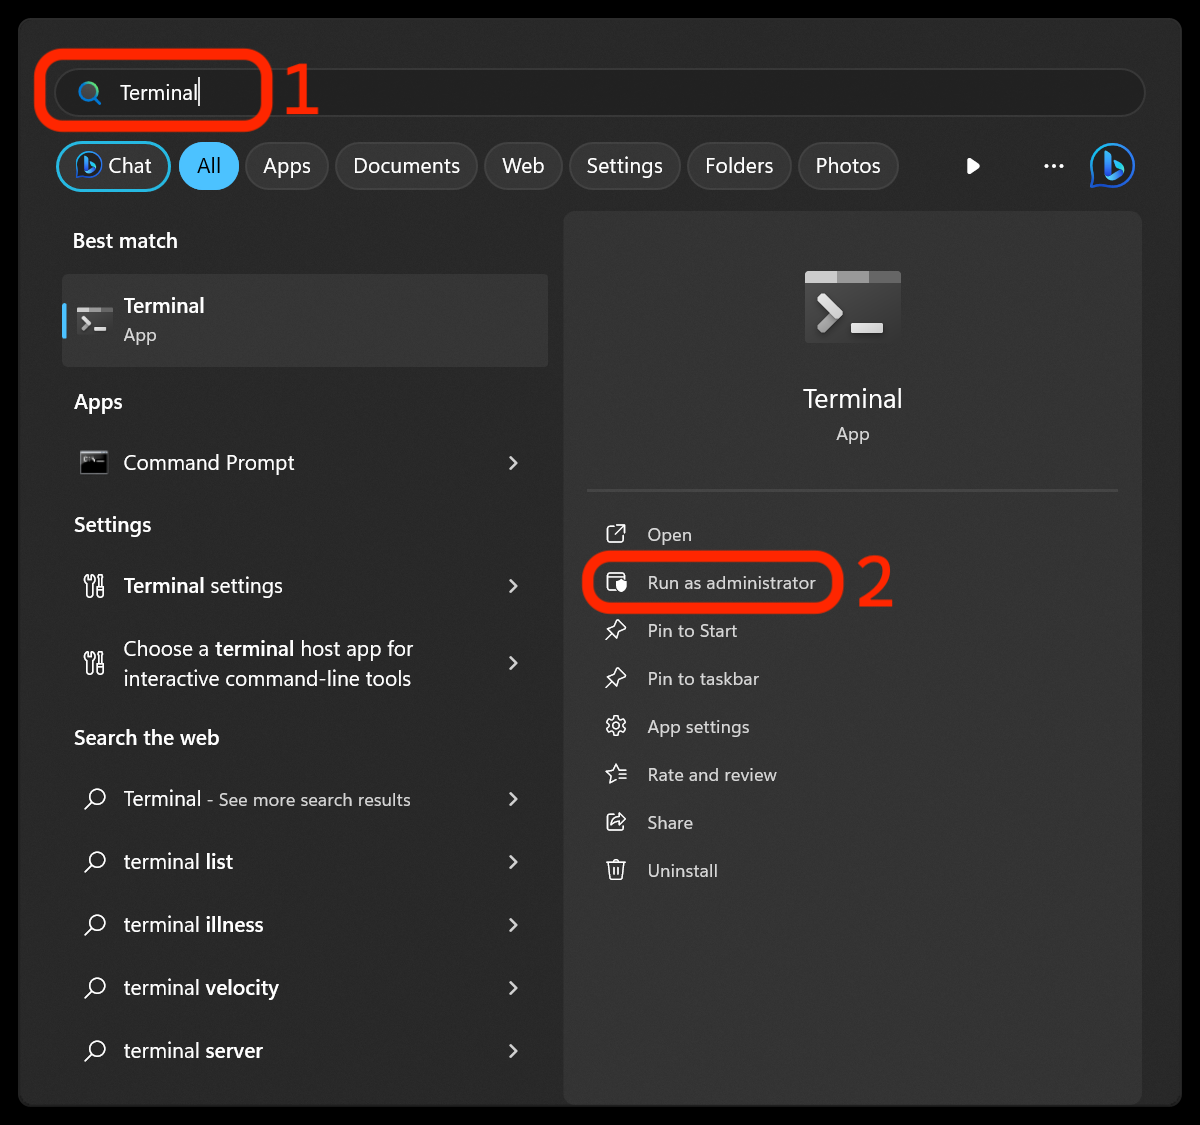 Terminal
1
Chat
All
Apps
Documents
Web
Settings
Folders
Photos
Best match
Terminal
App
Apps
Command Prompt
Settings
Terminal settings
Choose a terminal host app for
interactive command-line tools
Search the web
Terminal - See more search results
terminal list
terminal illness
terminal velocity
terminal server
Terminal
App
Open
Run as administrator
2
Pin to Start
Pin to taskbar
App settings
Rate and review
Share
Uninstall